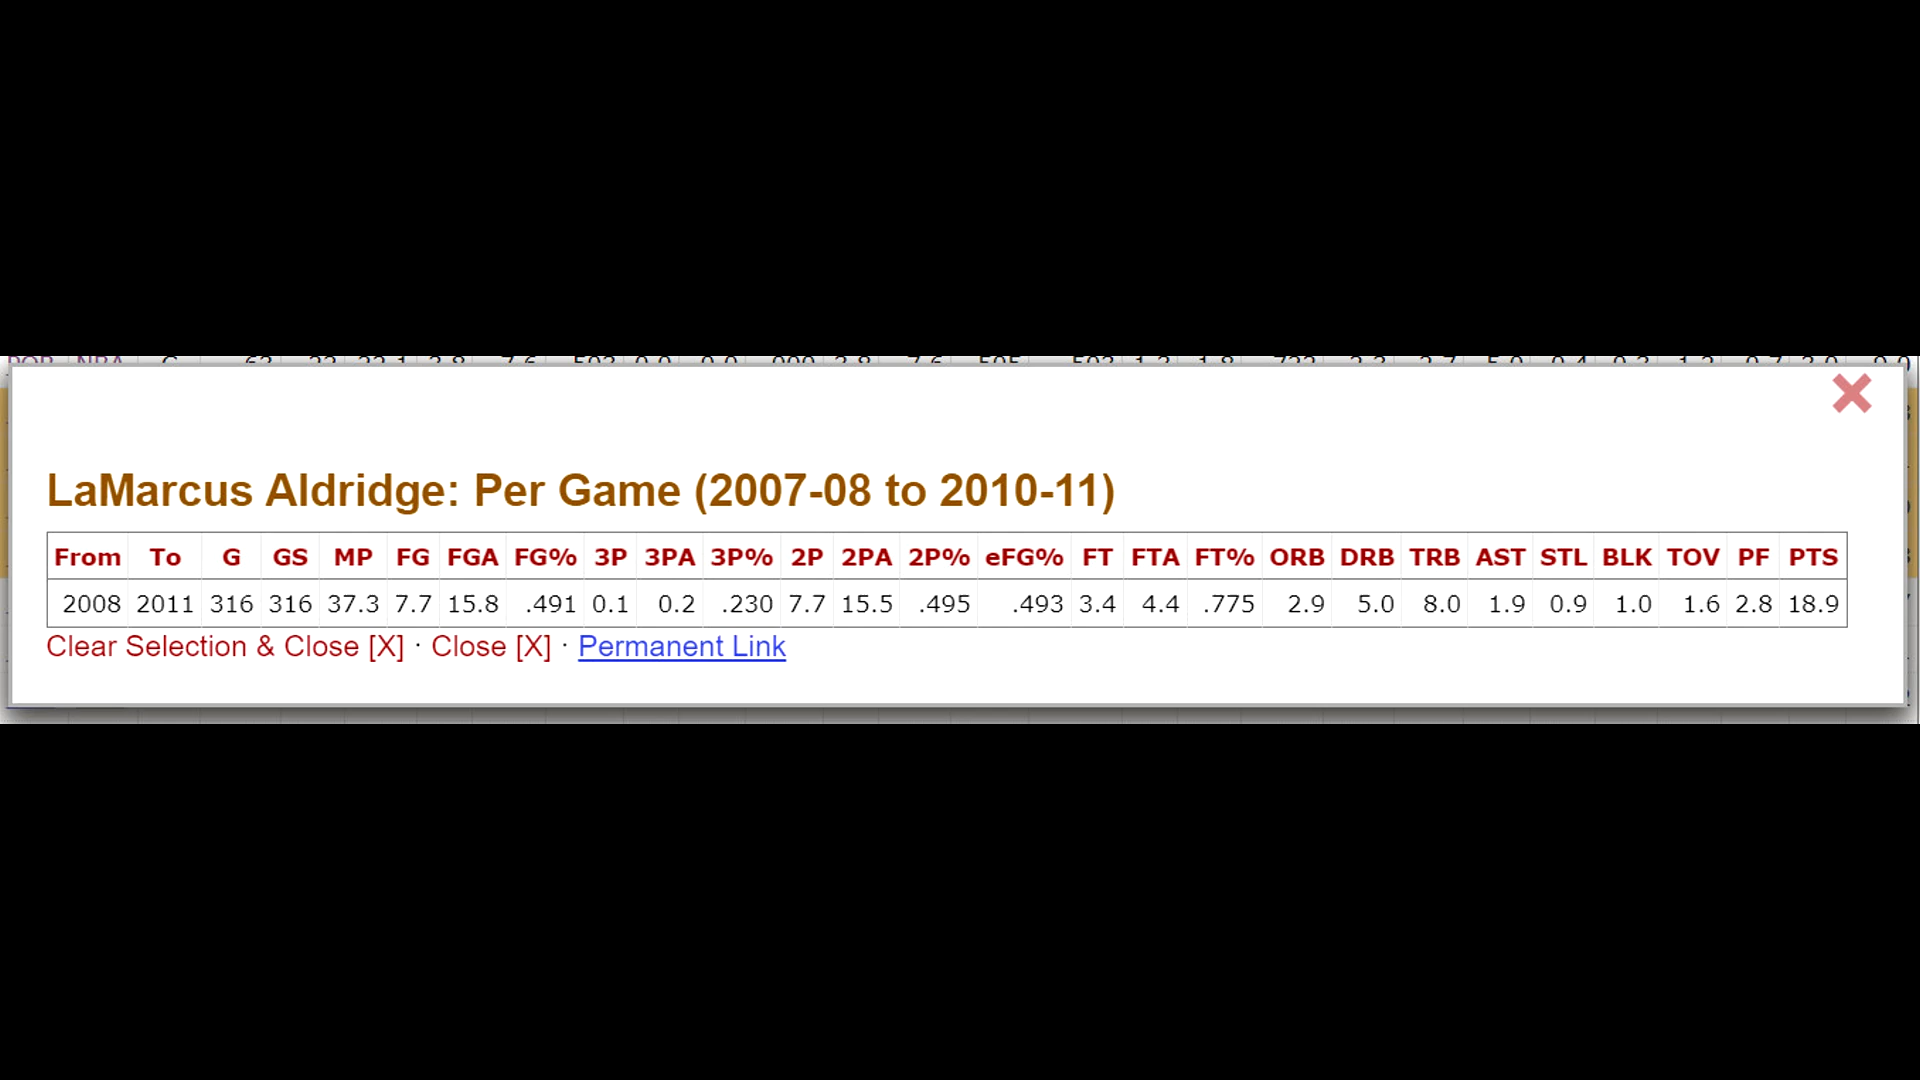 LaMarcus Aldridge: Per Game (2007-08 to 2010-11)
From To G GS MP FG FGA FG% 3P 3PA 3P% 2P 2PA 2P% eFG% FT FTA FT% ORB DRB TRB AST STL BLK TOV PF PTS
2008 2011 316 316 37.3 7.7 15.8 .491 0.1 0.2 .230 7.7 15.5 .495 .493 3.4 4.4 .775 2.9 5.0 8.0 1.9 0.9 1.0 1.6 2.8 18.9
Clear Selection & Close [X] · Close [X] · Permanent Link